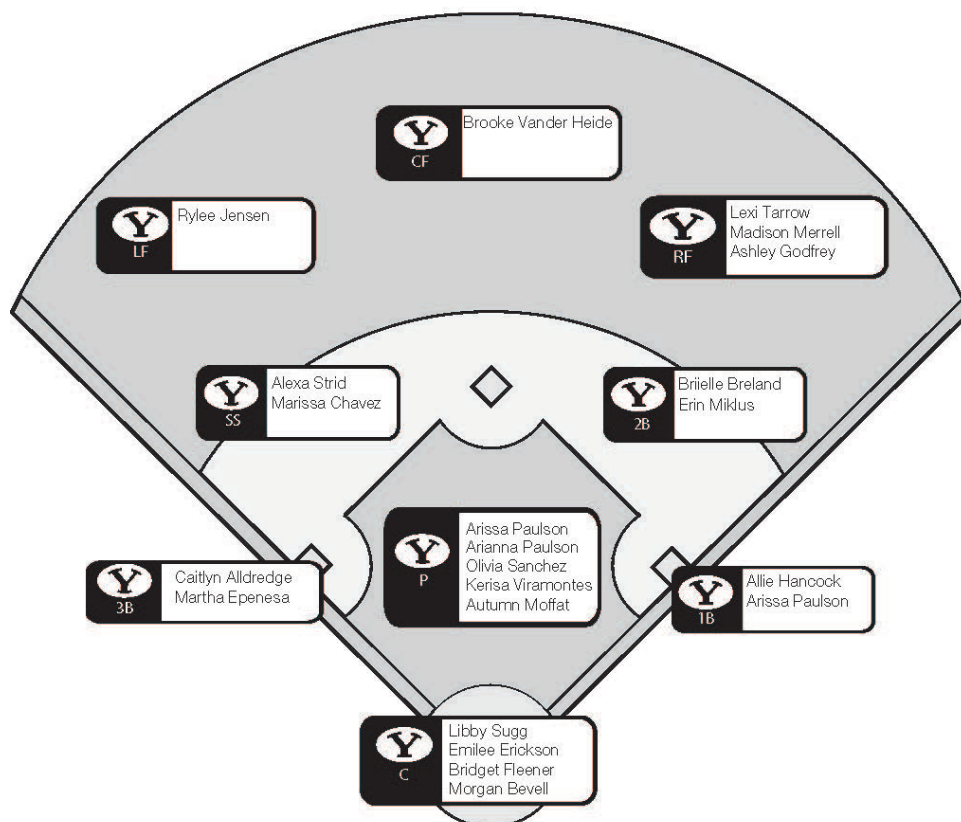 Y
CF
Brooke Vander Heide
Y
LF
Rylee Jensen
Y
RF
Lexi Tarrow
Madison Merrell
Ashley Godfrey
Y
SS
Alexa Strid
Marissa Chavez
Y
2B
Briielle Breland
Erin Miklus
Y
P
Arissa Paulson
Arianna Paulson
Olivia Sanchez
Kerisa Viramontes
Autumn Moffat
Y
3B
Caitlyn Alldredge
Martha Epenesa
Y
1B
Allie Hancock
Arissa Paulson
Y
C
Libby Sugg
Emilee Erickson
Bridget Fleener
Morgan Bevell